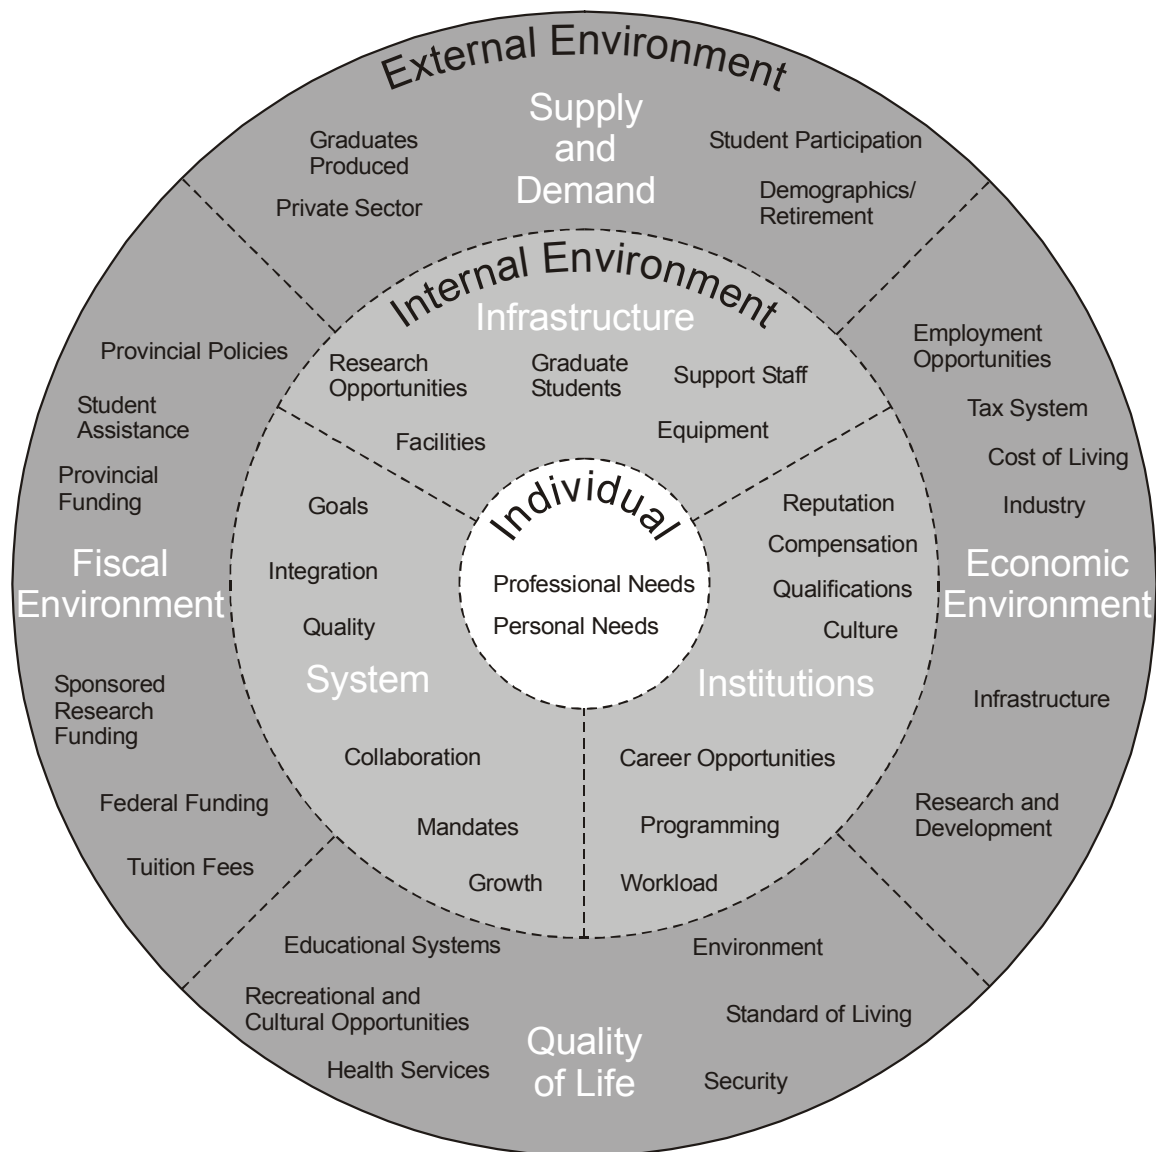 External Environment
Supply
and
Demand
Graduates
Produced
Private Sector
Student Participation
Demographics/
Retirement
Internal Environment
Infrastructure
Research
Opportunities
Graduate
Students
Support Staff
Facilities
Equipment
Provincial Policies
Student
Assistance
Provincial
Funding
Fiscal
Environment
Sponsored
Research
Funding
Federal Funding
Tuition Fees
Goals
Integration
Quality
System
Collaboration
Mandates
Growth
Individual
Professional Needs
Personal Needs
Reputation
Compensation
Qualifications
Culture
Institutions
Career Opportunities
Programming
Workload
Employment
Opportunities
Tax System
Cost of Living
Industry
Economic
Environment
Infrastructure
Research and
Development
Educational Systems
Recreational and
Cultural Opportunities
Health Services
Quality
of Life
Environment
Standard of Living
Security